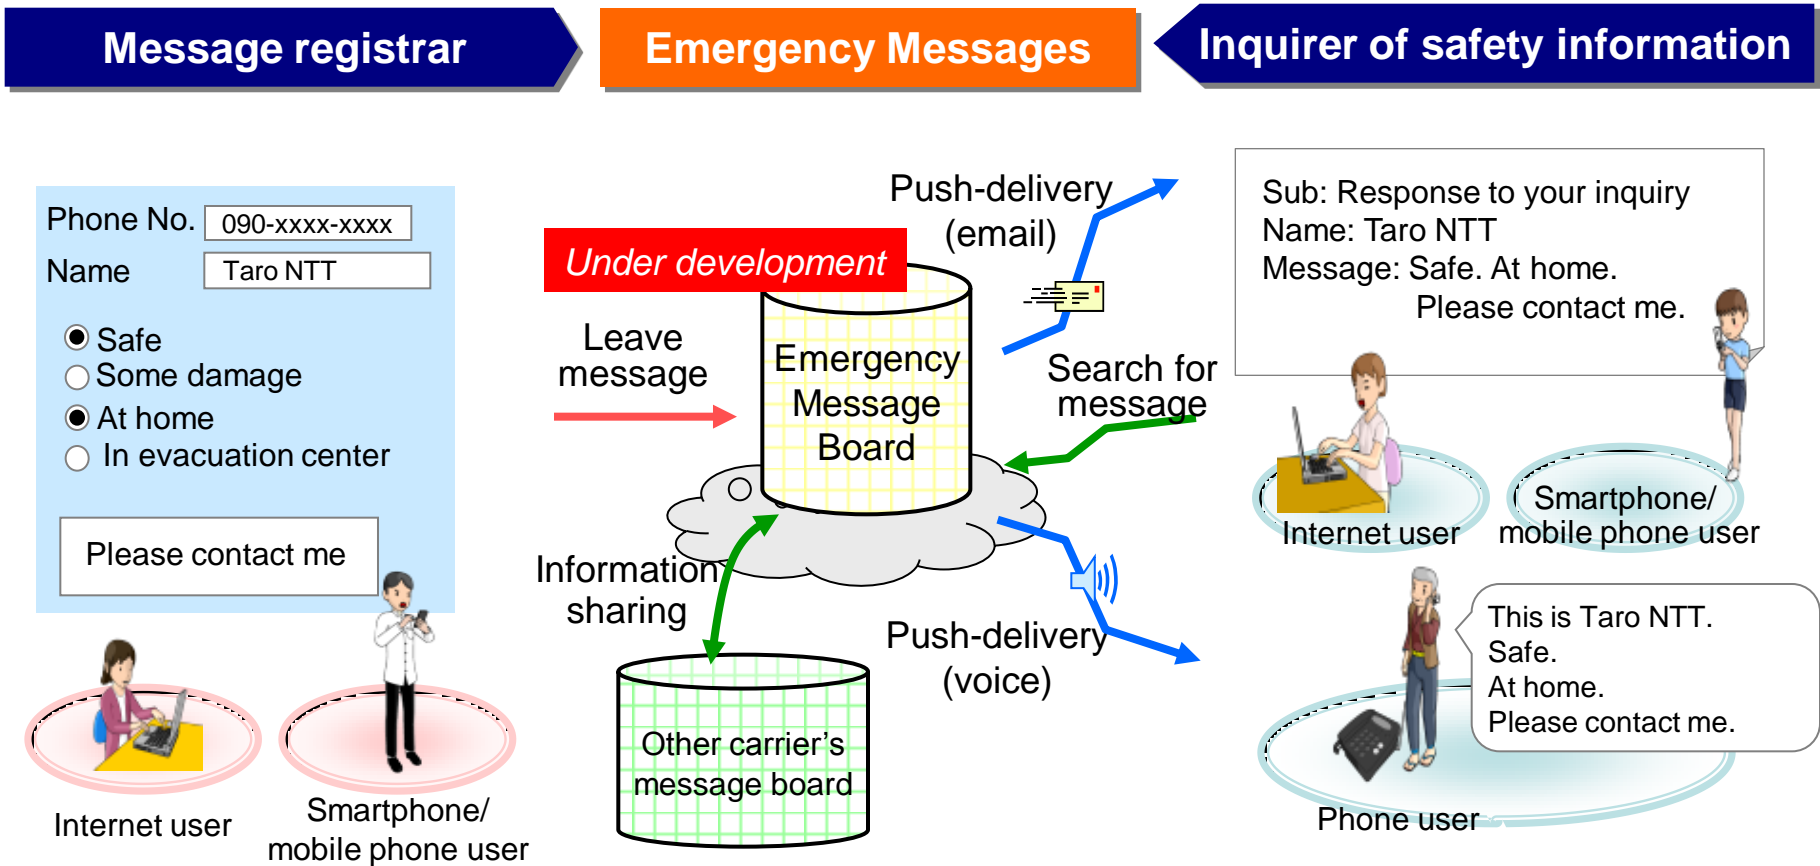 Message registrar
Emergency Messages
Inquirer of safety information
Phone No.
090-xxxx-xxxx
Name
Taro NTT
Safe
Some damage
At home
In evacuation center
Please contact me
Internet user
Smartphone/
mobile phone user
Under development
Leave
message
Emergency
Message
Board
Information
sharing
Other carrier's
message board
Push-delivery
(email)
Search for
message
Push-delivery
(voice)
Sub: Response to your inquiry
Name: Taro NTT
Message: Safe. At home.
Please contact me.
Internet user
Smartphone/
mobile phone user
This is Taro NTT.
Safe.
At home.
Please contact me.
Phone user